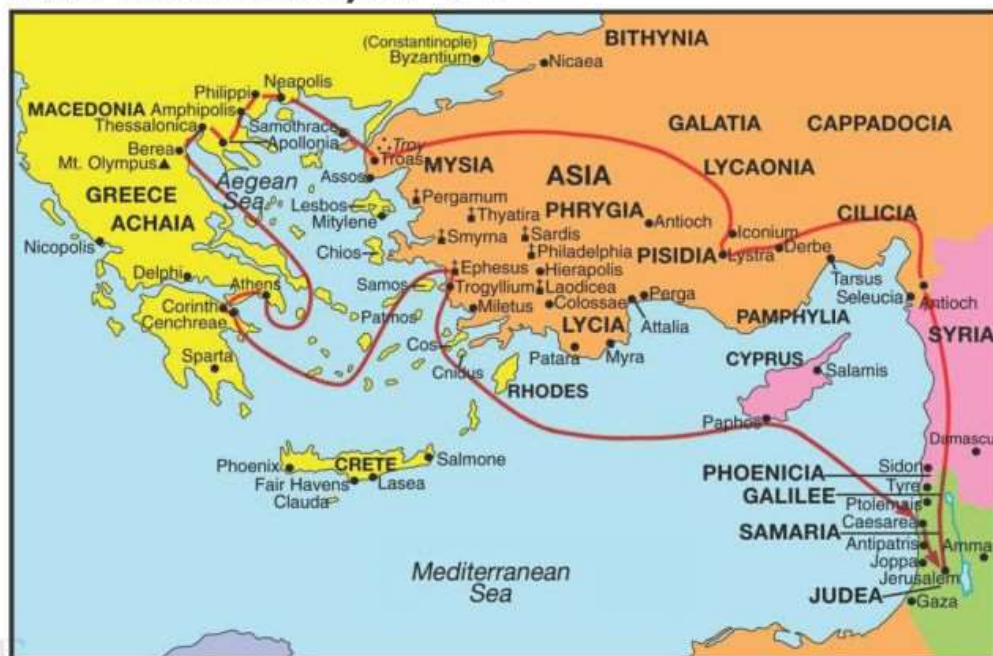 (Constantinople)
Byzantium
BITHYNIA
Nicaea
Neapolis
Philippi
MACEDONIA
Amphipolis
Thessalonica
Samothrace
Apollonia
Berea
Mt. Olympus
Troy
Troas
GALATIA
CAPPADOCIA
MYSIA
LYCAONIA
Assos
ASIA
Aegean
Sea
GREECE
ACHAIA
Lesbos
Mitylene
Pergamum
Thyatira
PHRYGIA
Antioch
CILICIA
Nicopolis
Chios
Smyrna
Sardis
Philadelphia
PISIDIA
Iconium
Lystra
Derbe
Delphi
Athens
Samos
Ephesus
Hierapolis
Trogyllium
Laodicea
Tarsus
Seleucia
Antioch
Corinth
Cenchreae
Patmos
Miletus
Colossae
Perga
Attalia
PAMPHYLIA
SYRIA
Sparta
Cos
Cnidus
LYCIA
Patara
Myra
CYPRUS
Salamis
RHODES
Paphos
Damascu
Phoenix
CRETE
Salmone
Fair Havens
Lasea
Clauda
PHOENICIA
Sidon
GALILEE
Tyre
Ptolemais
SAMARIA
Caesarea
Antipatris
Amma
Joppa
Jerusalem
JUDEA
Gaza
Mediterranean
Sea